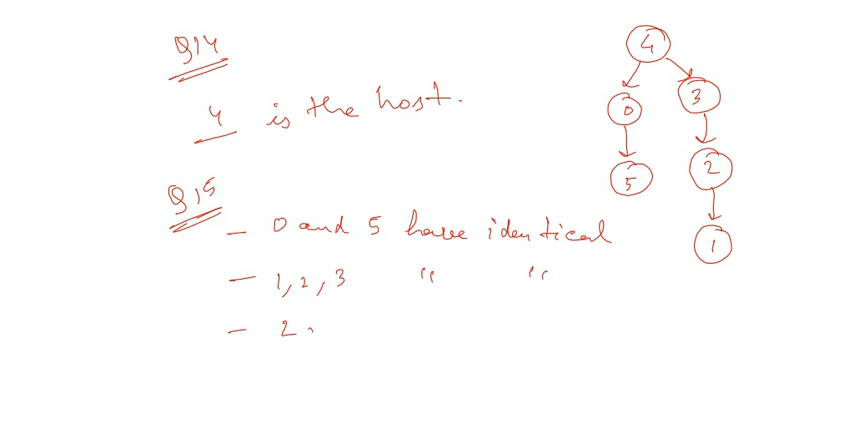 Q14
4 is the host.
Q15
- 0 and 5 have identical
- 1, 2, 3 " "
- 2.
4
0
3
5
2
1